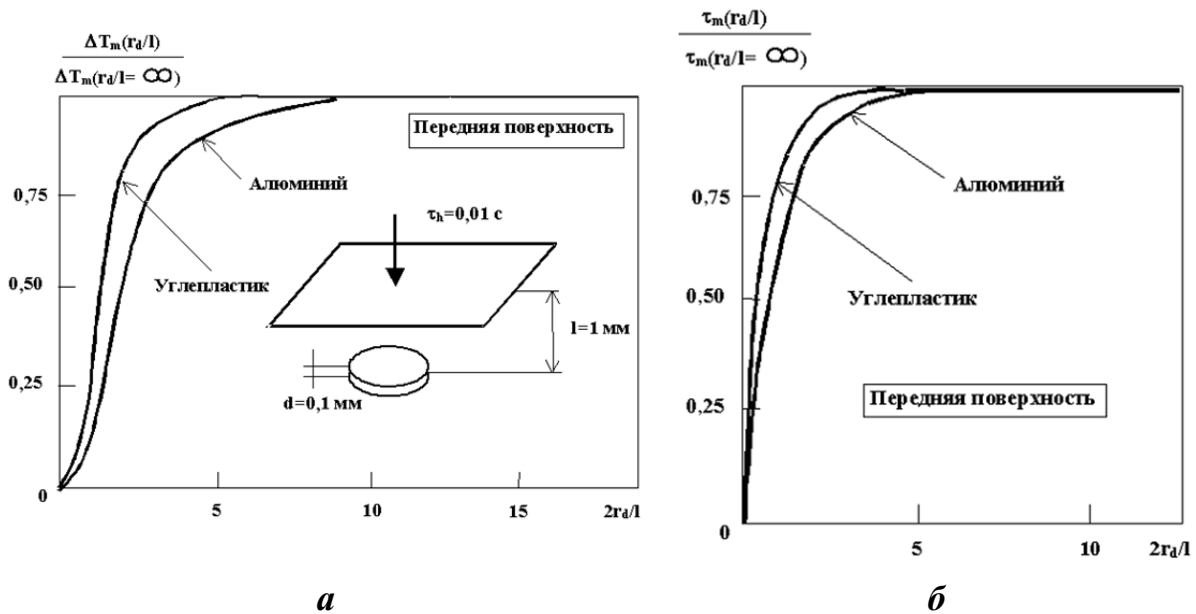 ΔTm(rd/l)
ΔTm(rd/l= ∞)
Передняя поверхность
Алюминий
0,75
τh=0,01 с
Углепластик
0,50
l=1 мм
0,25
d=0,1 мм
0
5
10
15
2rd/l
а
τm(rd/l)
τm(rd/l= ∞)
0,75
Алюминий
0,50
Углепластик
0,25
Передняя поверхность
0
5
10
2rd/l
б